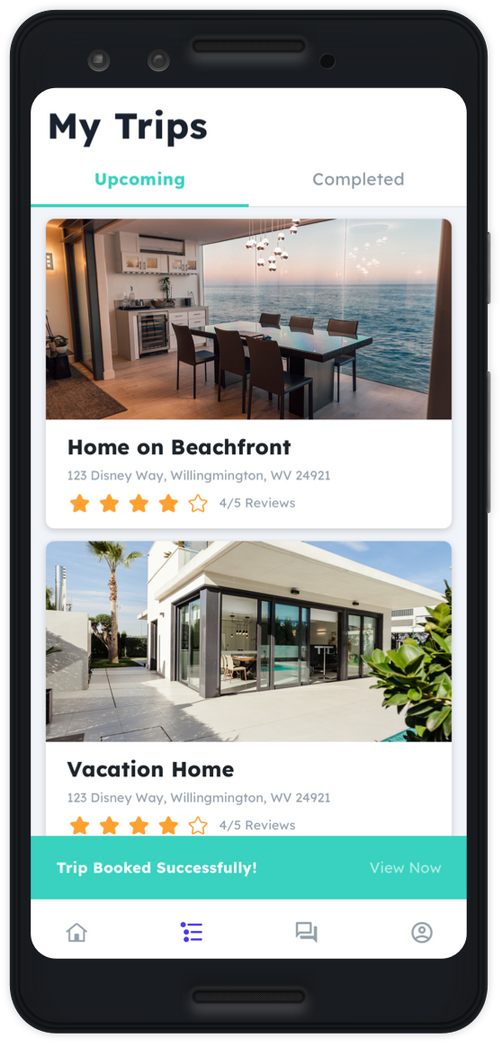 My Trips
Upcoming Completed
Home on Beachfront
123 Disney Way, Willingmington, WV 24921
4/5 Reviews
Vacation Home
123 Disney Way, Willingmington, WV 24921
4/5 Reviews
Trip Booked Successfully! View Now